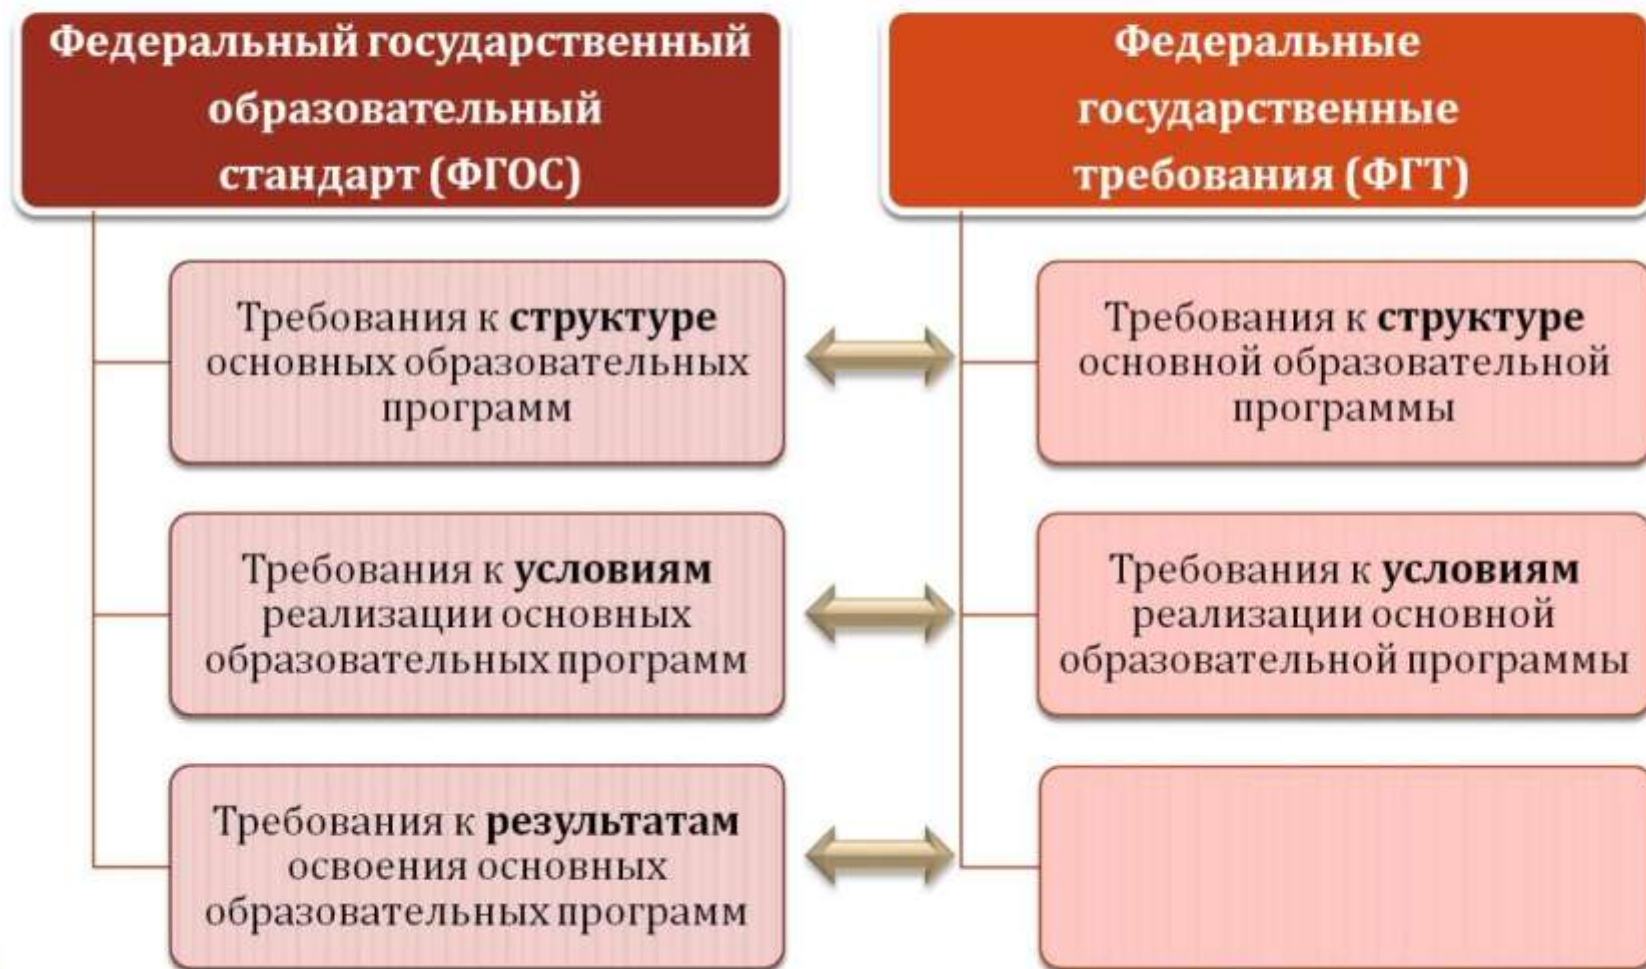 Федеральный государственный
образовательный
стандарт (ФГОС)
Требования к структуре
основных образовательных
программ
Требования к условиям
реализации основных
образовательных программ
Требования к результатам
освоения основных
образовательных программ
Федеральные
государственные
требования (ФГТ)
Требования к структуре
основной образовательной
программы
Требования к условиям
реализации основной
образовательной программы